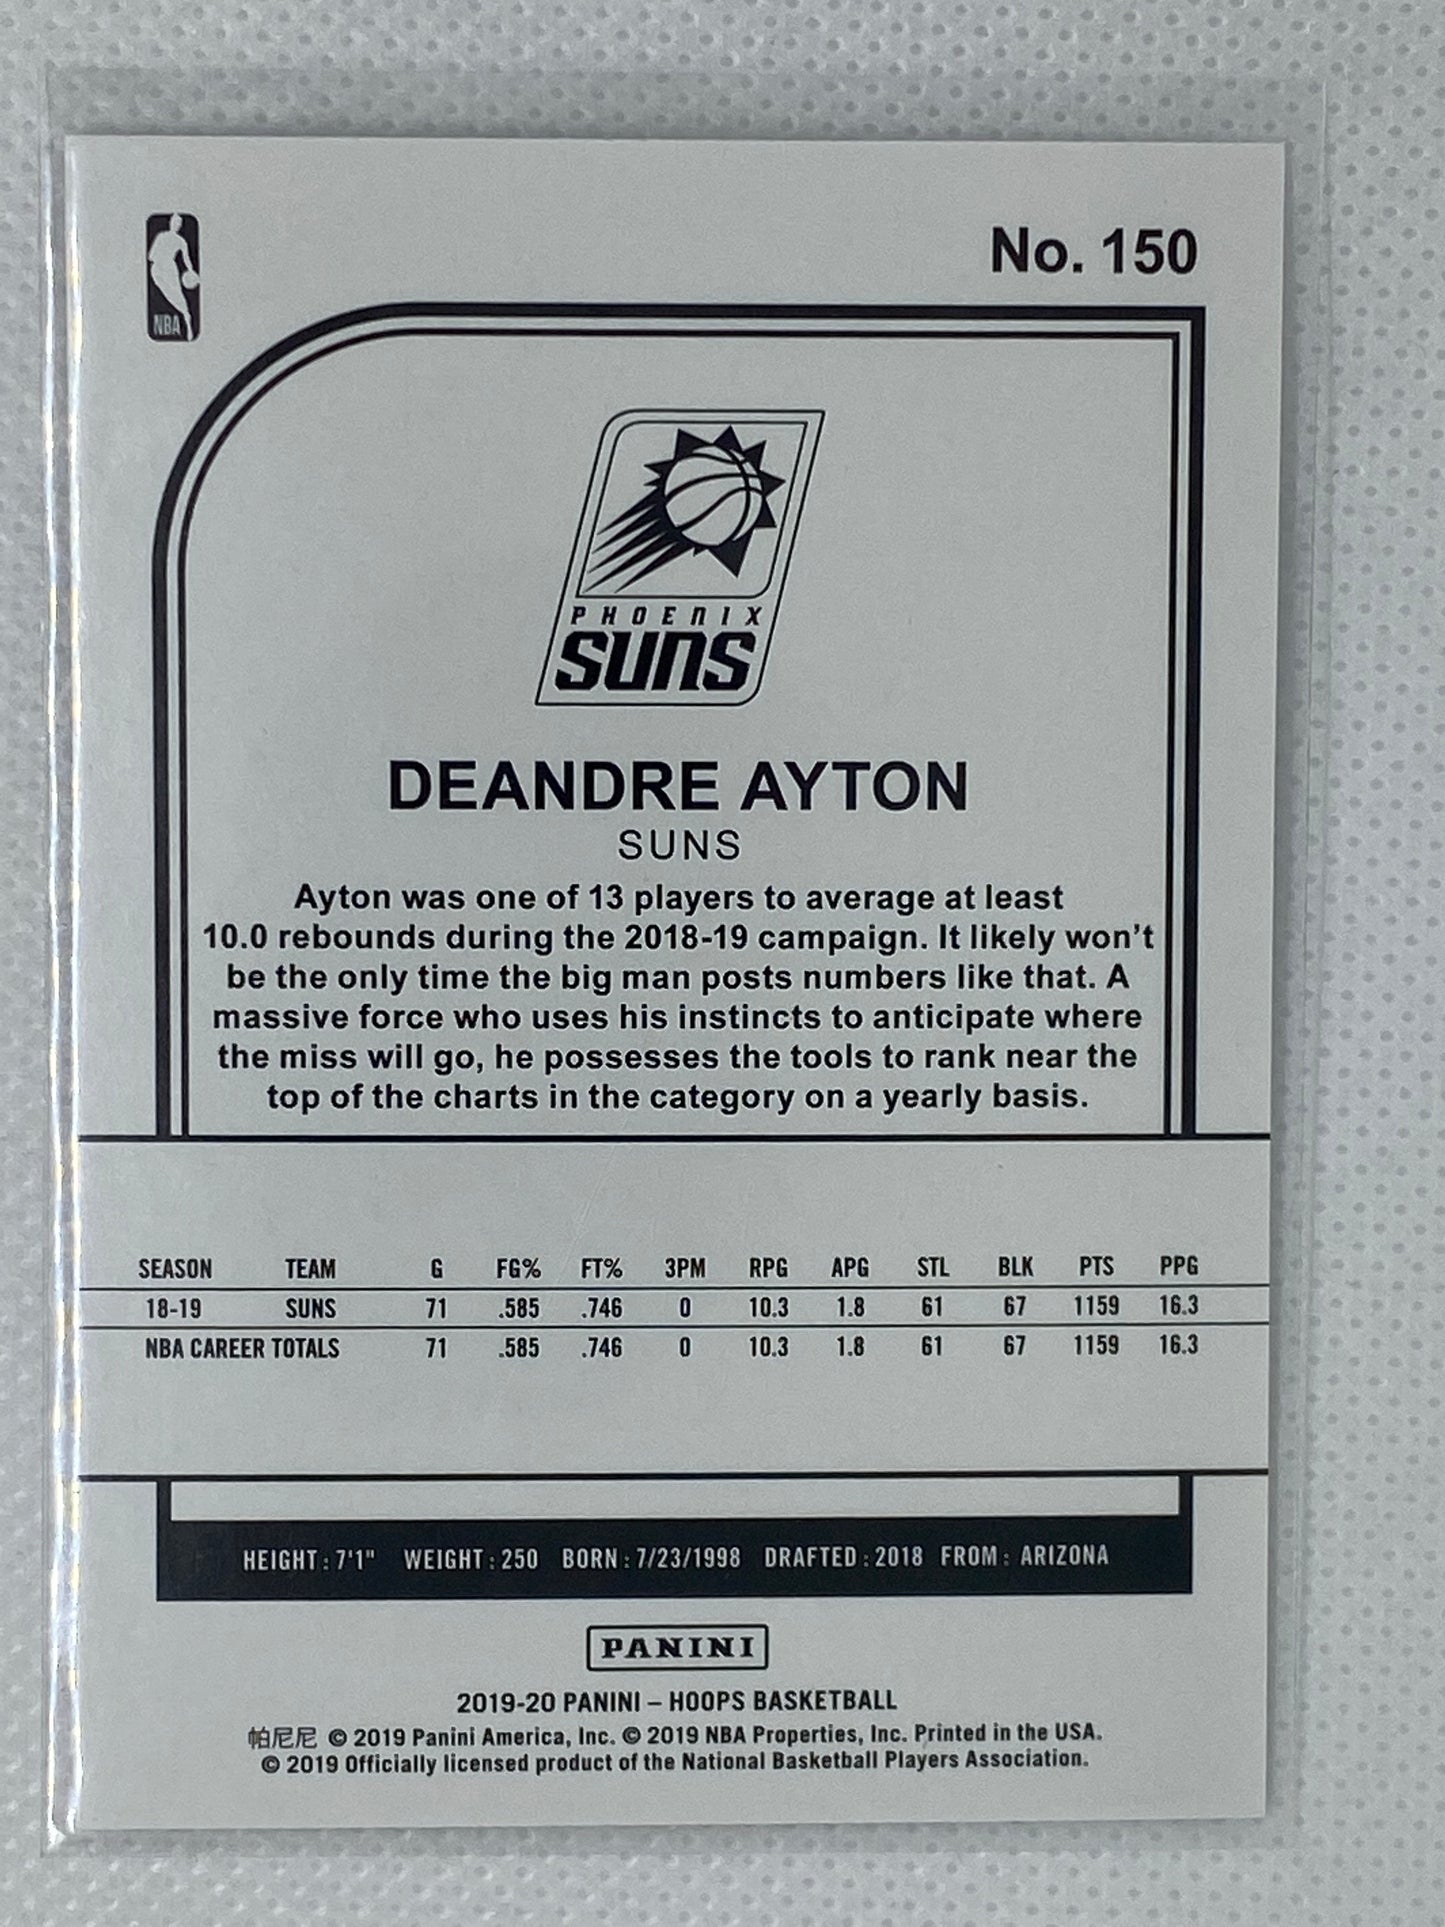 No. 150
NBA
PHOENIX
SUNS
DEANDRE AYTON
SUNS
Ayton was one of 13 players to average at least
10.0 rebounds during the 2018-19 campaign. It likely won't
be the only time the big man posts numbers like that. A
massive force who uses his instincts to anticipate where
the miss will go, he possesses the tools to rank near the
top of the charts in the category on a yearly basis.
SEASON TEAM G FG% FT% 3PM RPG APG STL BLK PTS PPG
18-19 SUNS 71 .585 .746 0 10.3 1.8 61 67 1159 16.3
NBA CAREER TOTALS 71 .585 .746 0 10.3 1.8 61 67 1159 16.3
HEIGHT: 7'1" WEIGHT: 250 BORN: 7/23/1998 DRAFTED: 2018 FROM: ARIZONA
PANINI
2019-20 PANINI – HOOPS BASKETBALL
帕尼尼 © 2019 Panini America, Inc. © 2019 NBA Properties, Inc. Printed in the USA.
© 2019 Officially licensed product of the National Basketball Players Association.